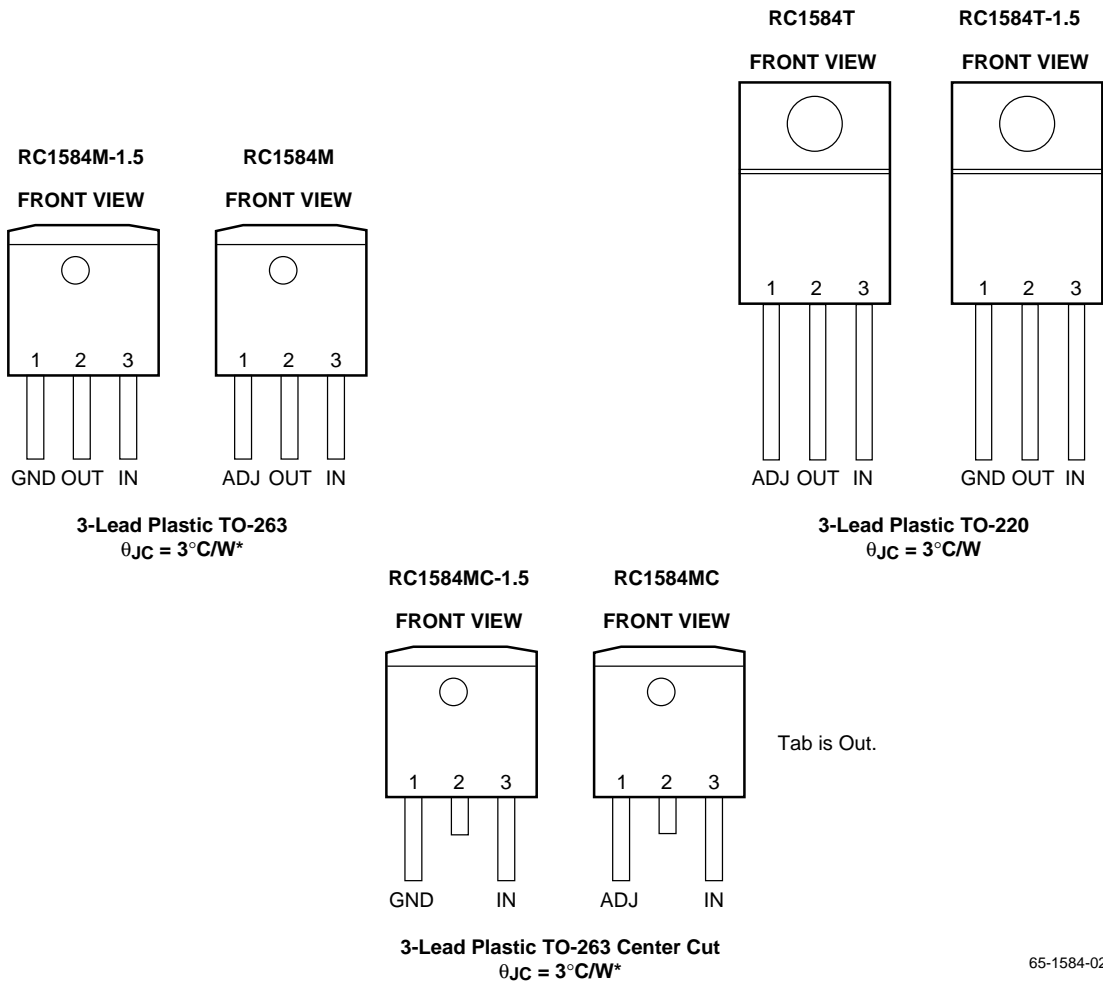 RC1584T RC1584T-1.5
FRONT VIEW FRONT VIEW
RC1584M-1.5 RC1584M
FRONT VIEW FRONT VIEW
1 2 3 1 2 3
1 2 3 1 2 3
GND OUT IN ADJ OUT IN
ADJ OUT IN GND OUT IN
3-Lead Plastic TO-263
θJC = 3°C/W*
3-Lead Plastic TO-220
θJC = 3°C/W
RC1584MC-1.5 RC1584MC
FRONT VIEW FRONT VIEW
Tab is Out.
1 2 3 1 2 3
GND IN ADJ IN
3-Lead Plastic TO-263 Center Cut
θJC = 3°C/W*
65-1584-02